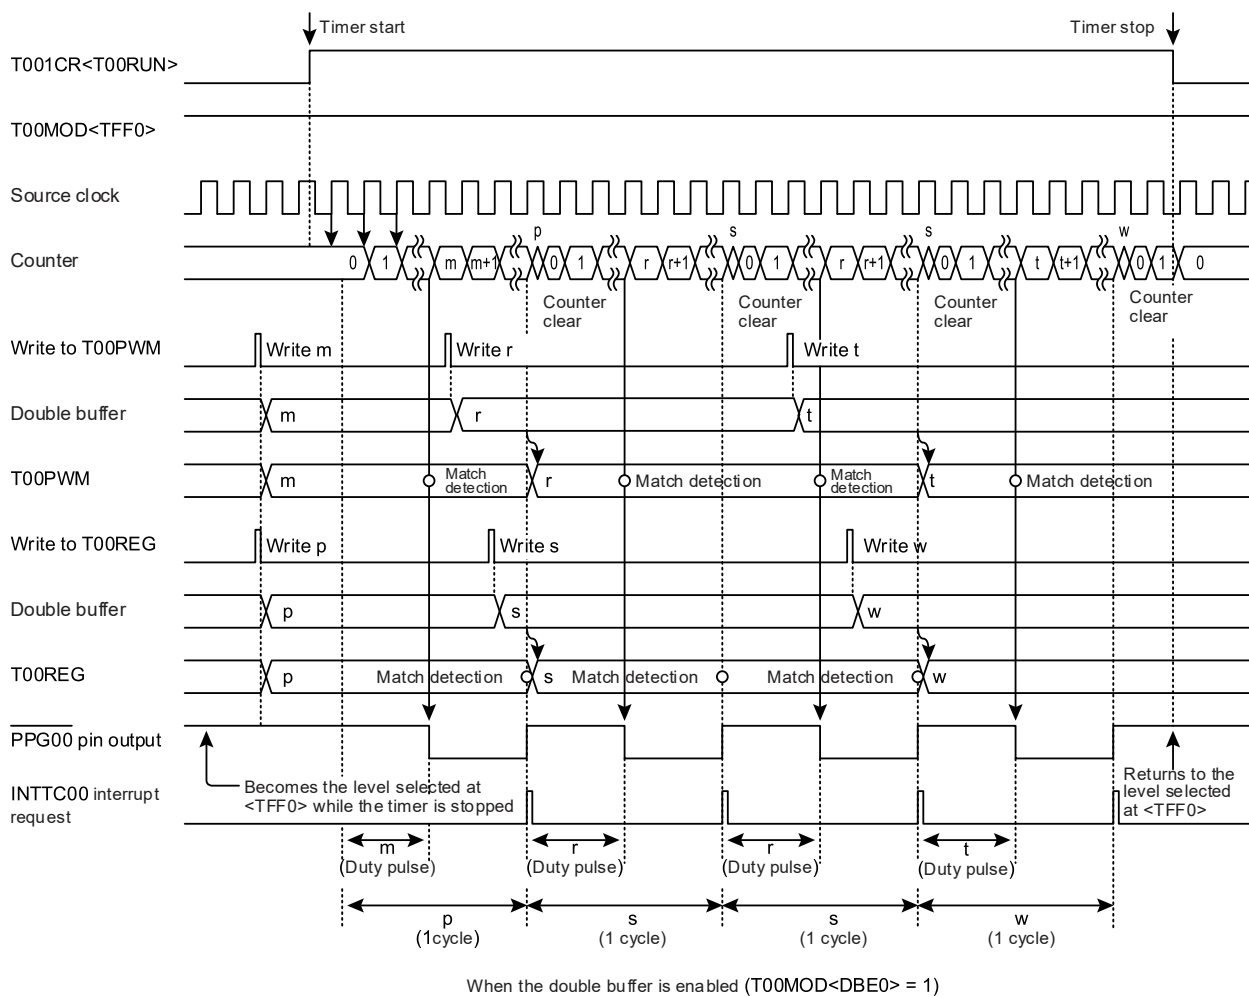 Timer start
Timer stop
T001CR<T00RUN>
T00MOD<TFF0>
Source clock
p s s w
Counter 0 1 m m+1 0 1 r r+1 0 1 r r+1 0 1 t t+1 0 1 0
Counter clear
Counter clear
Counter clear
Counter clear
Write to T00PWM Write m Write r Write t
Double buffer m r t
T00PWM m Match detection r Match detection Match detection t Match detection
Write to T00REG Write p Write s Write w
Double buffer p s w
T00REG p Match detection s Match detection Match detection w
PPG00 pin output
Becomes the level selected at
<TFF0> while the timer is stopped
Returns to the
level selected
at <TFF0>
INTTC00 interrupt
request
m r r t
(Duty pulse) (Duty pulse) (Duty pulse) (Duty pulse)
p s s w
(1cycle) (1 cycle) (1 cycle) (1 cycle)
When the double buffer is enabled (T00MOD<DBE0> = 1)